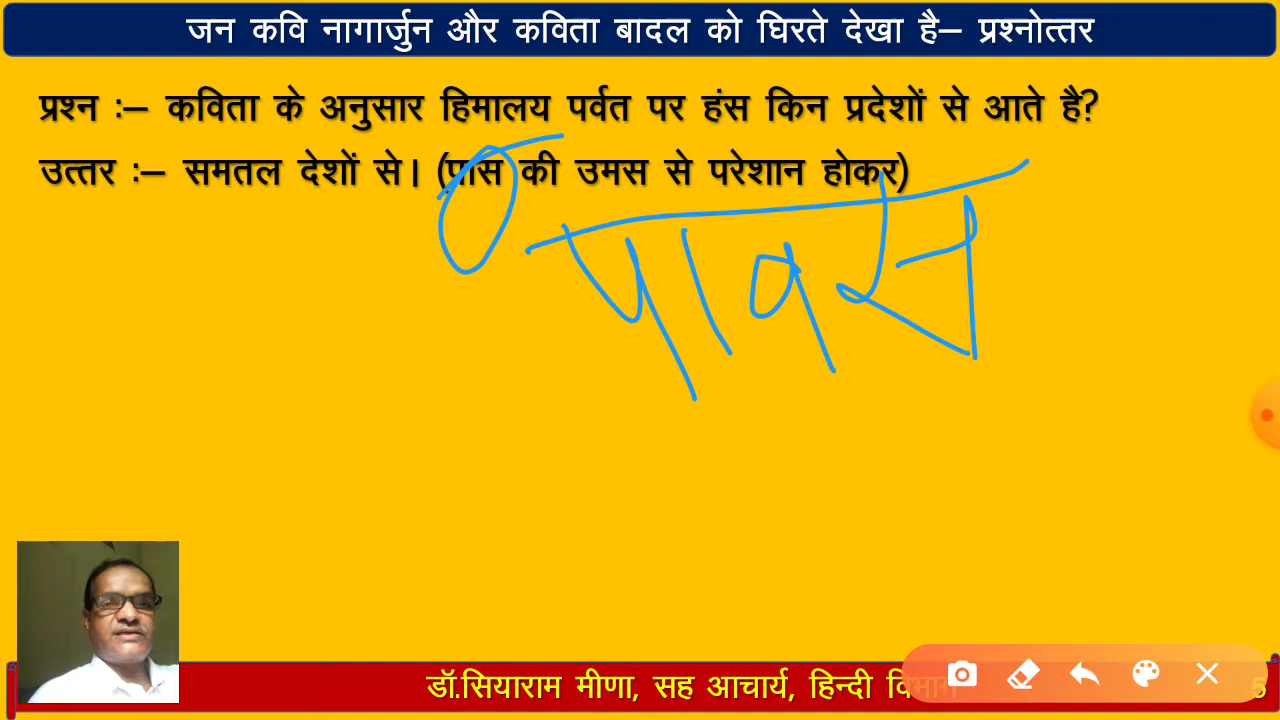 जन कवि नागार्जुन और कविता बादल को घिरते देखा है– प्रश्नोत्तर
प्रश्न :– कविता के अनुसार हिमालय पर्वत पर हंस किन प्रदेशों से आते है?
उत्तर :– समतल देशों से। (पास की उमस से परेशान होकर)
पावस
डॉ.सियाराम मीणा, सह आचार्य, हिन्दी विभाग
5